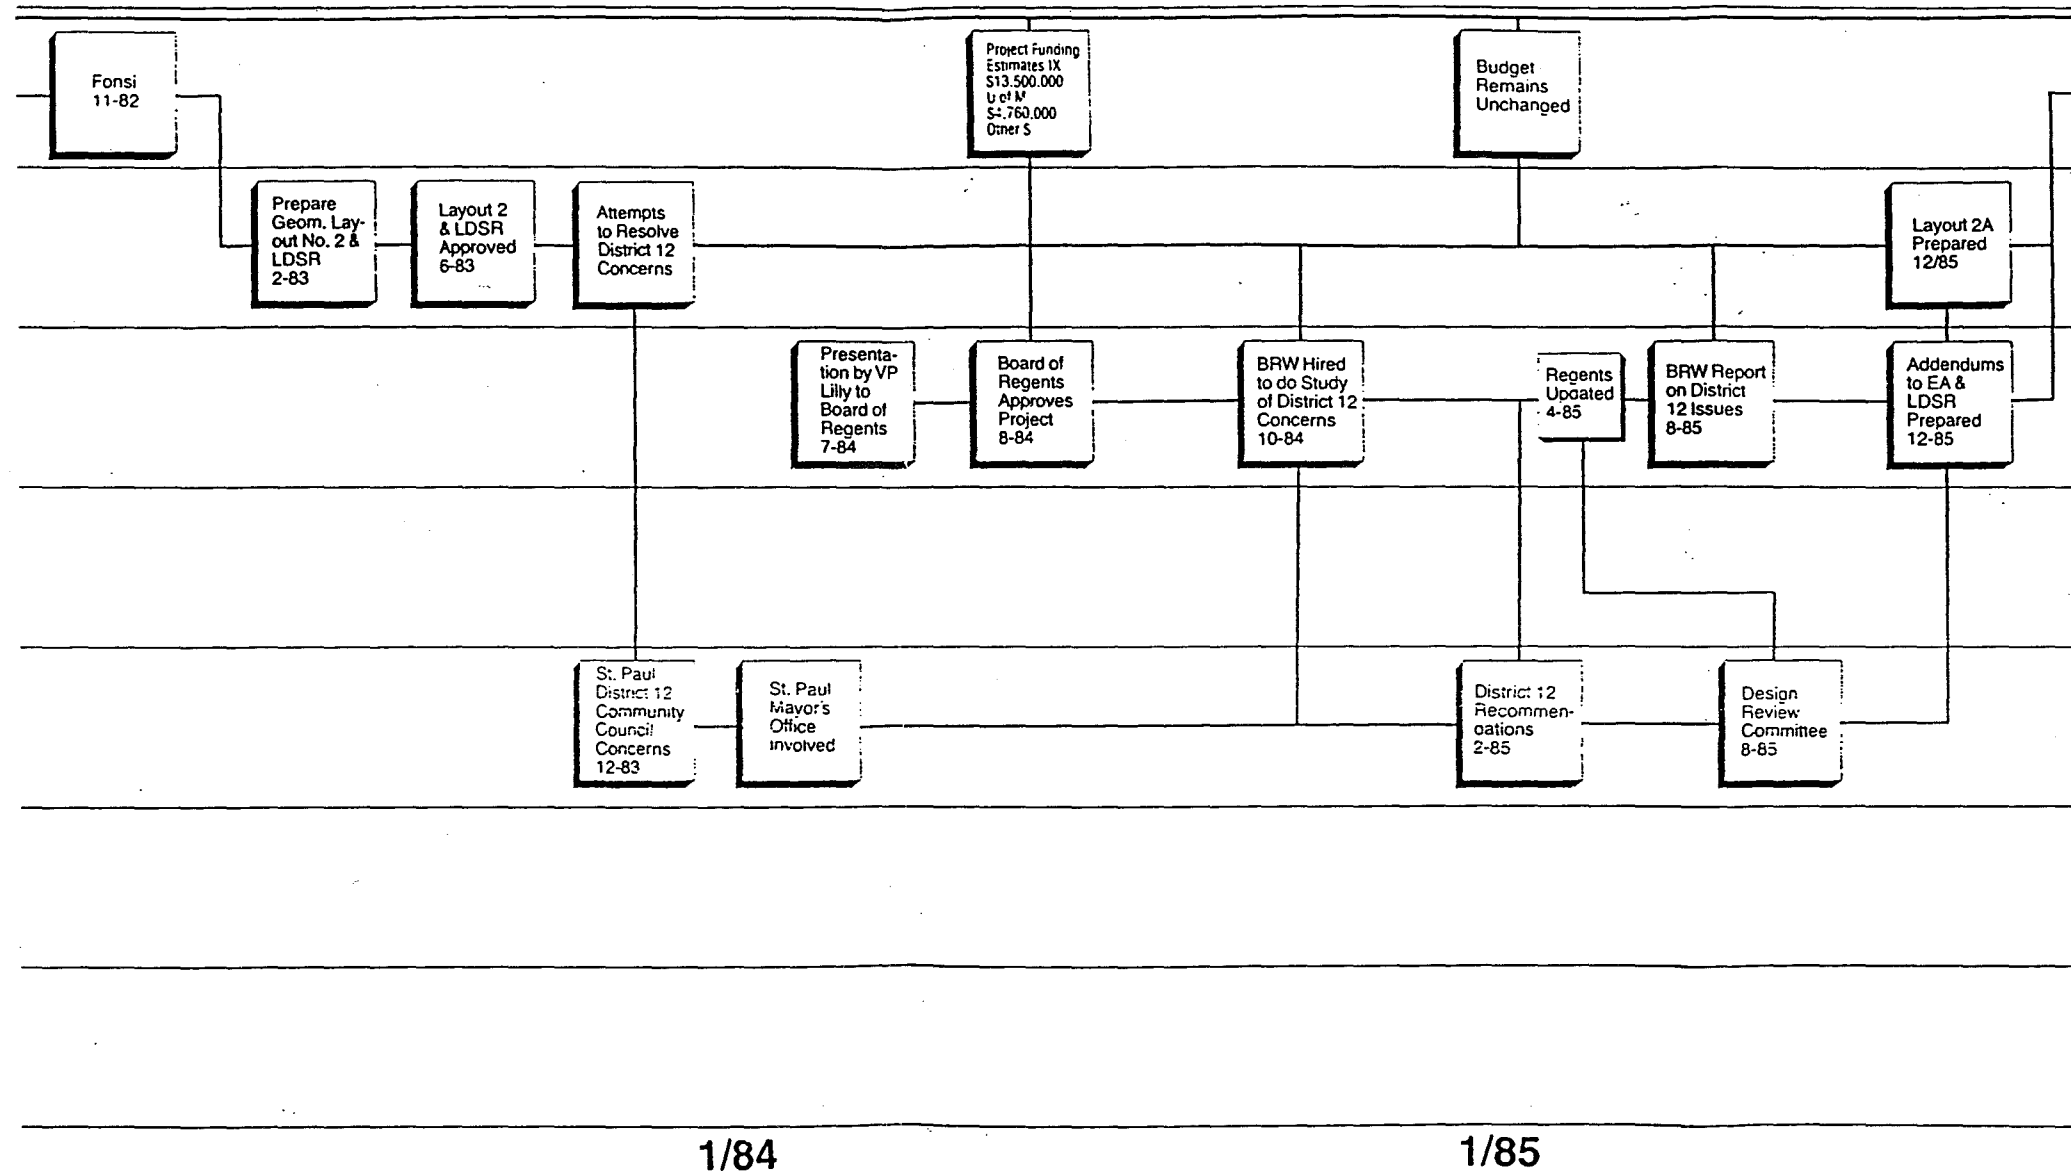 Fonsi
11-82
Project Funding
Estimates IX
$13.500.000
U of M
760.000
Other $
Budget
Remains
Unchanged
Prepare
Geom. Lay-
out No. 2 &
LDSR
2-83
Layout 2
& LDSR
Approved
6-83
Attempts
to Resolve
District 12
Concerns
Layout 2A
Prepared
12/85
Presenta-
tion by VP
Lilly to
Board of
Regents
7-84
Board of
Regents
Approves
Project
8-84
BRW Hired
to do Study
of District 12
Concerns
10-84
Regents
Updated
4-85
BRW Report
on District
12 Issues
8-85
Addendums
to EA &
LDSR
Prepared
12-85
St. Paul
District 12
Community
Council
Concerns
12-83
St. Paul
Mayor's
Office
Involved
District 12
Recommen-
dations
2-85
Design
Review
Committee
8-85
1/84
1/85